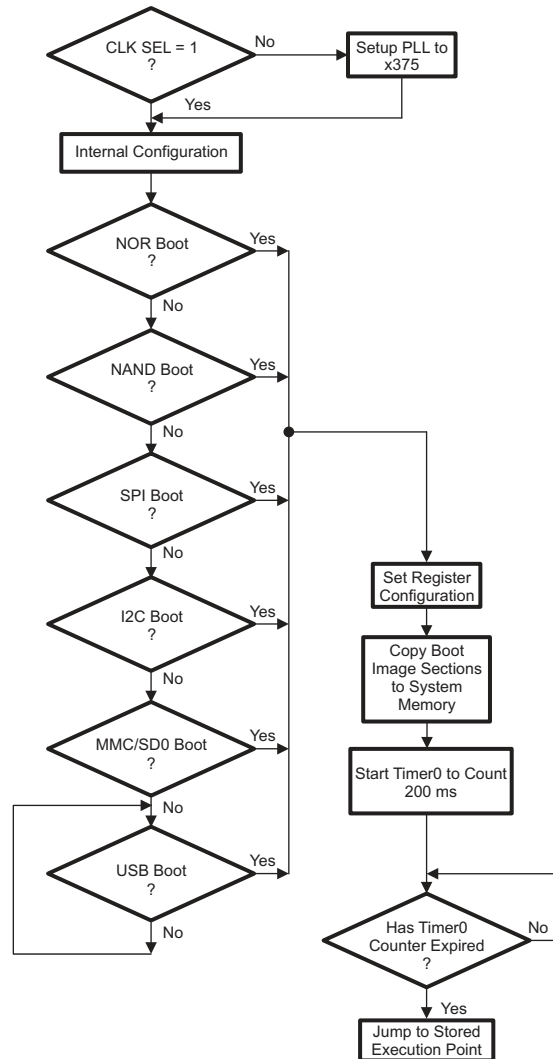 CLK SEL = 1
?
No
Setup PLL to
x375
Yes
Internal Configuration
NOR Boot
?
Yes
No
NAND Boot
?
Yes
No
SPI Boot
?
Yes
No
I2C Boot
?
Yes
No
MMC/SD0 Boot
?
Yes
No
USB Boot
?
Yes
No
Set Register
Configuration
Copy Boot
Image Sections
to System
Memory
Start Timer0 to Count
200 ms
Has Timer0
Counter Expired
?
No
Yes
Jump to Stored
Execution Point